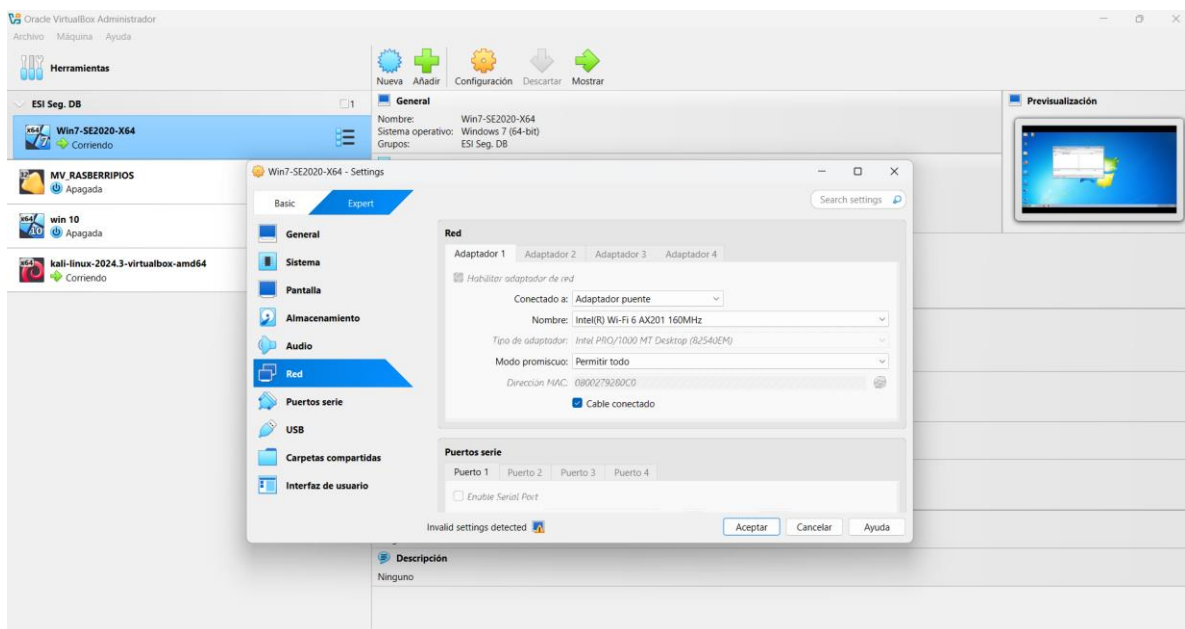 Oracle VirtualBox Administrador
Archivo Máquina Ayuda
Herramientas
Nueva Añadir Configuración Descartar Mostrar
ESI Seg. DB 1
Win7-SE2020-X64
Corriendo
MV_RASBERRIPIOS
Apagada
win 10
Apagada
kali-linux-2024.3-virtualbox-amd64
Corriendo
General
Nombre: Win7-SE2020-X64
Sistema operativo: Windows 7 (64-bit)
Grupos: ESI Seg. DB
Previsualización
Win7-SE2020-X64 - Settings
Basic Expert
Search settings
General
Sistema
Pantalla
Almacenamiento
Audio
Red
Puertos serie
USB
Carpetas compartidas
Interfaz de usuario
Red
Adaptador 1 Adaptador 2 Adaptador 3 Adaptador 4
Habilitar adaptador de red
Conectado a: Adaptador puente
Nombre: Intel(R) Wi-Fi 6 AX201 160MHz
Tipo de adaptador: Intel PRO/1000 MT Desktop (82540EM)
Modo promiscuo: Permitir todo
Dirección MAC: 0800279280C0
Cable conectado
Puertos serie
Puerto 1 Puerto 2 Puerto 3 Puerto 4
Enable Serial Port
Invalid settings detected
Aceptar Cancelar Ayuda
Descripción
Ninguno